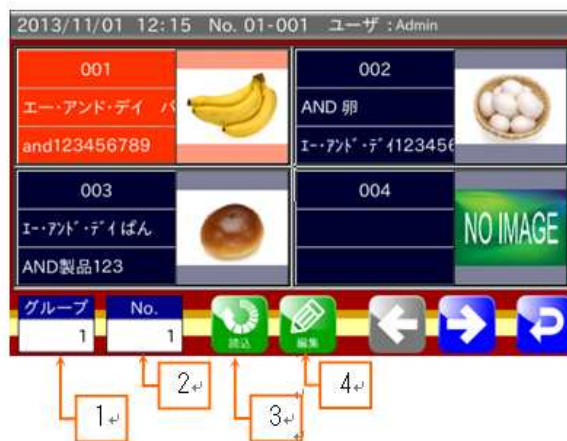 2013/11/01 12:15 No. 01-001 ユーザ :Admin
001
エー・アンド・デイ バ
and123456789
002
AND 卵
ｴｰ･ｱﾝﾄﾞ･ﾃﾞｲ123456
003
ｴｰ･ｱﾝﾄﾞ･ﾃﾞｲぱん
AND製品123
004
NO IMAGE
グループ
1
No.
1
読込
編集
1
2
3
4